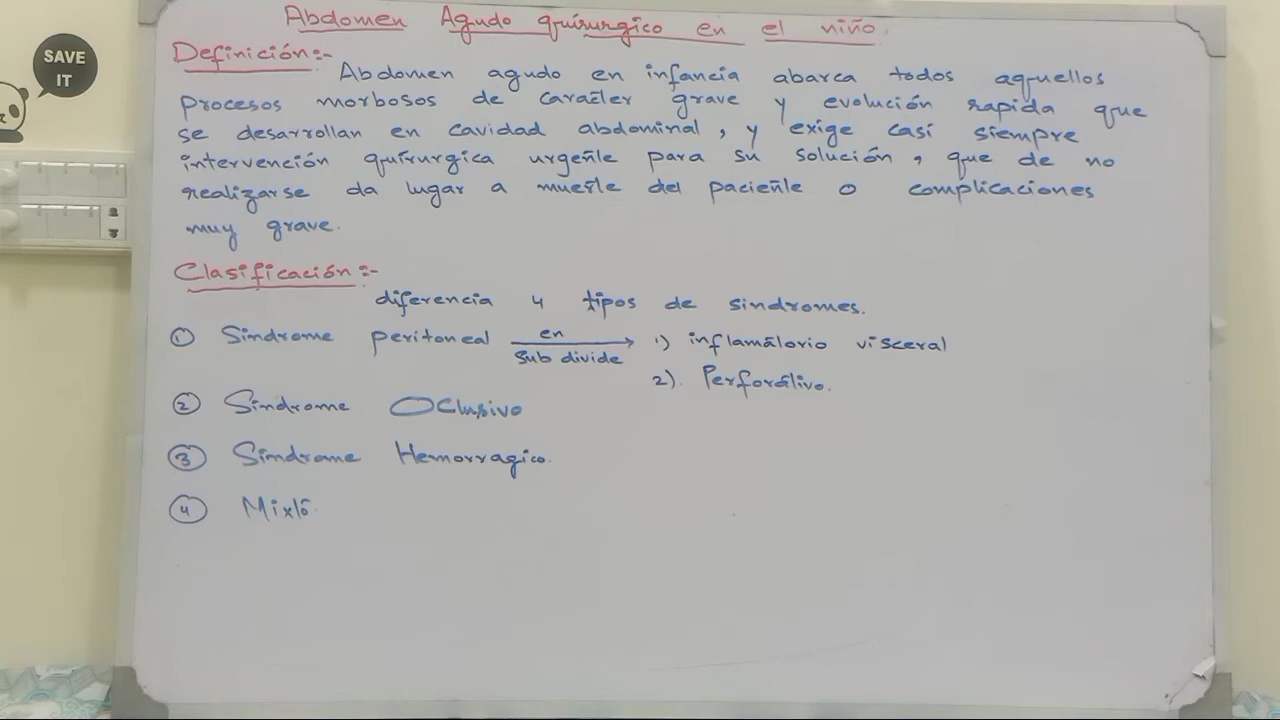 SAVE
IT
Abdomen Agudo quirurgico en el niño
Definición:-
Abdomen agudo en infancia abarca todos aquellos
procesos morbosos de caracter grave y evolución rapida que
se desarrollan en cavidad abdominal, y exige casi siempre
intervención quirurgica urgente para su solución, que de no
realizarse da lugar a muerte del paciente o complicaciones
muy grave.
Clasificación:-
diferencia 4 tipos de sindromes.
① Sindrome peritoneal en sub divide → 1) inflamatorio visceral
2). Perforativo.
② Sindrome Oclusivo
③ Sindrome Hemorragico.
④ Mixto.